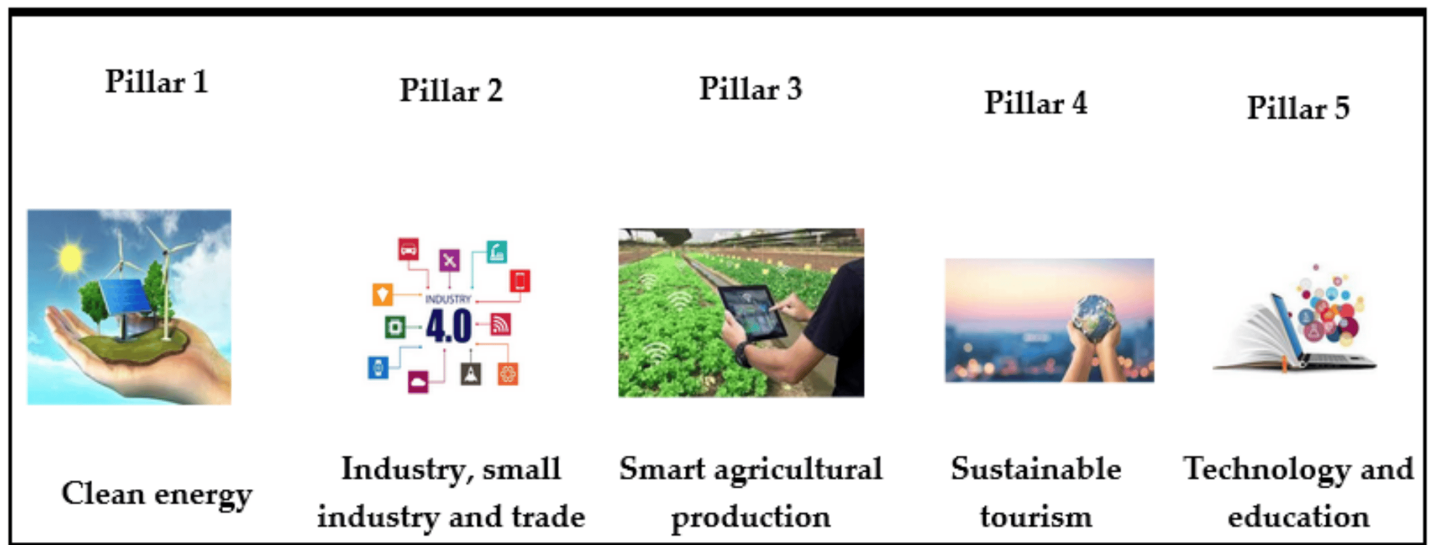 Pillar 1
Pillar 2
Pillar 3
Pillar 4
Pillar 5
INDUSTRY
4.0
Clean energy
Industry, small
industry and trade
Smart agricultural
production
Sustainable
tourism
Technology and
education